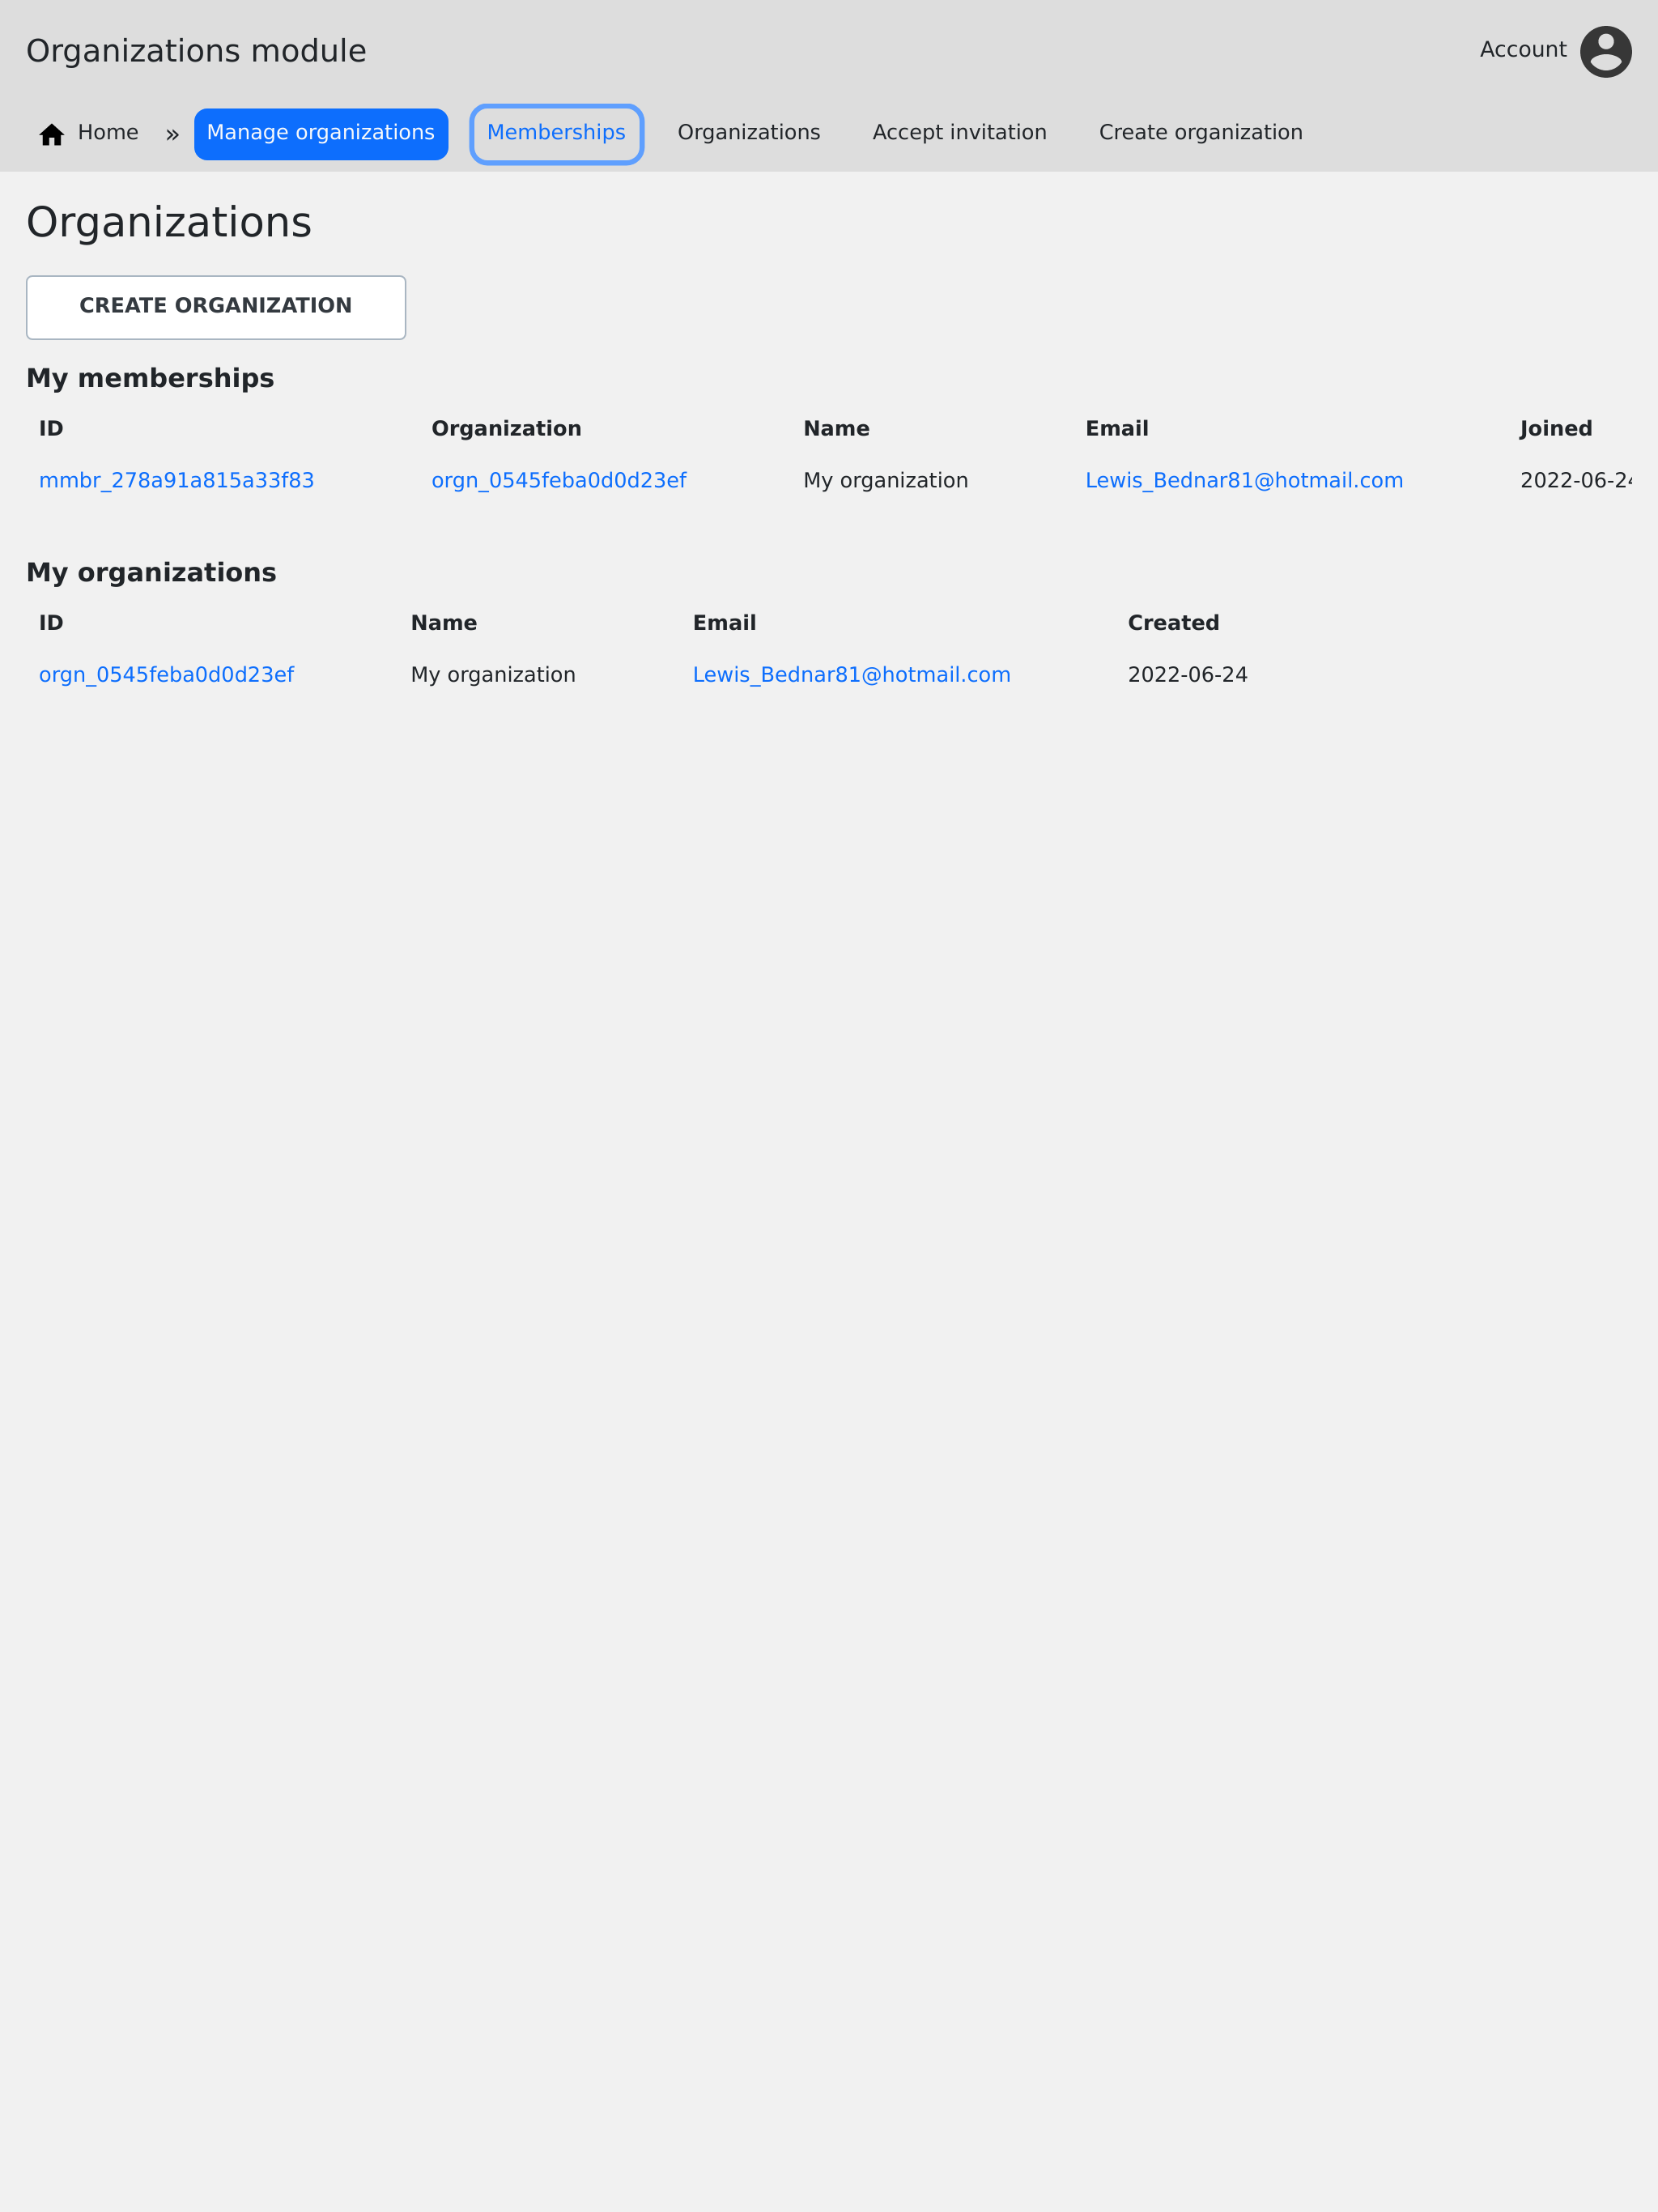 Organizations module
Account
Home » Manage organizations Memberships Organizations Accept invitation Create organization
Organizations
CREATE ORGANIZATION
My memberships
ID Organization Name Email Joined
mmbr_278a91a815a33f83 orgn_0545feba0d0d23ef My organization Lewis_Bednar81@hotmail.com 2022-06-24
My organizations
ID Name Email Created
orgn_0545feba0d0d23ef My organization Lewis_Bednar81@hotmail.com 2022-06-24